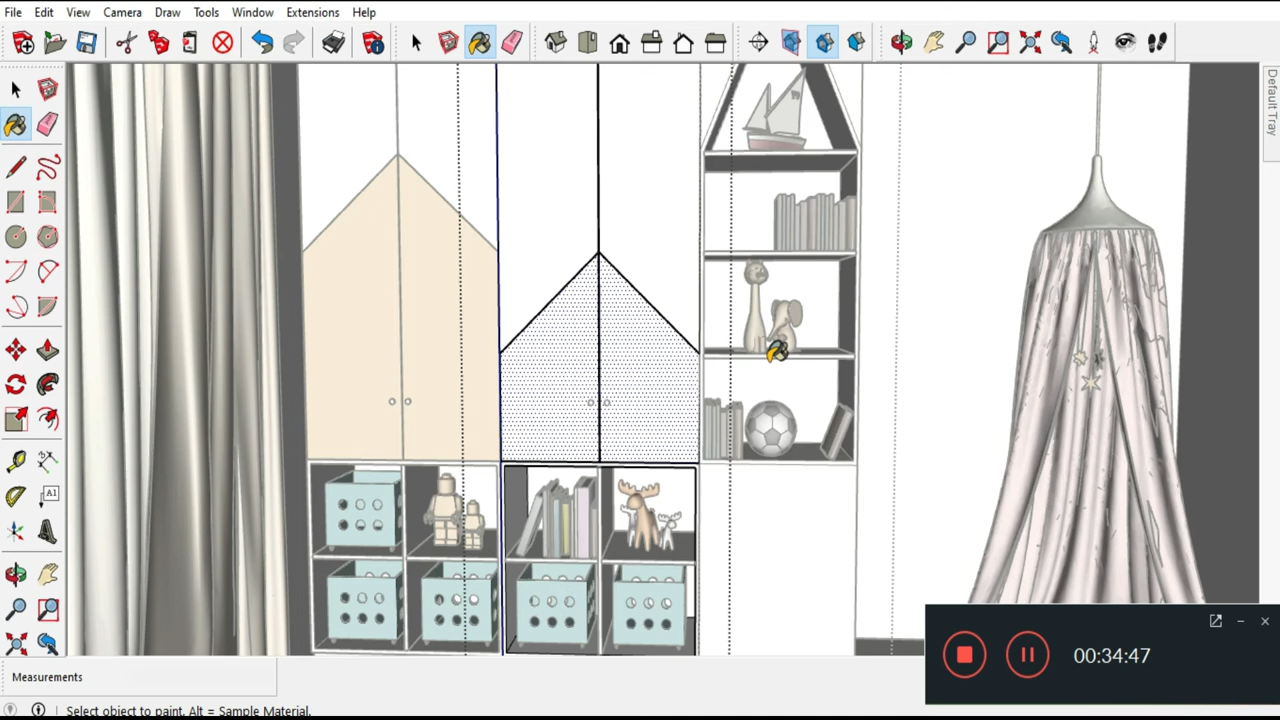 File Edit View Camera Draw Tools Window Extensions Help
Default Tray
A1
00:34:47
Measurements
Select object to paint. Alt = Sample Material.